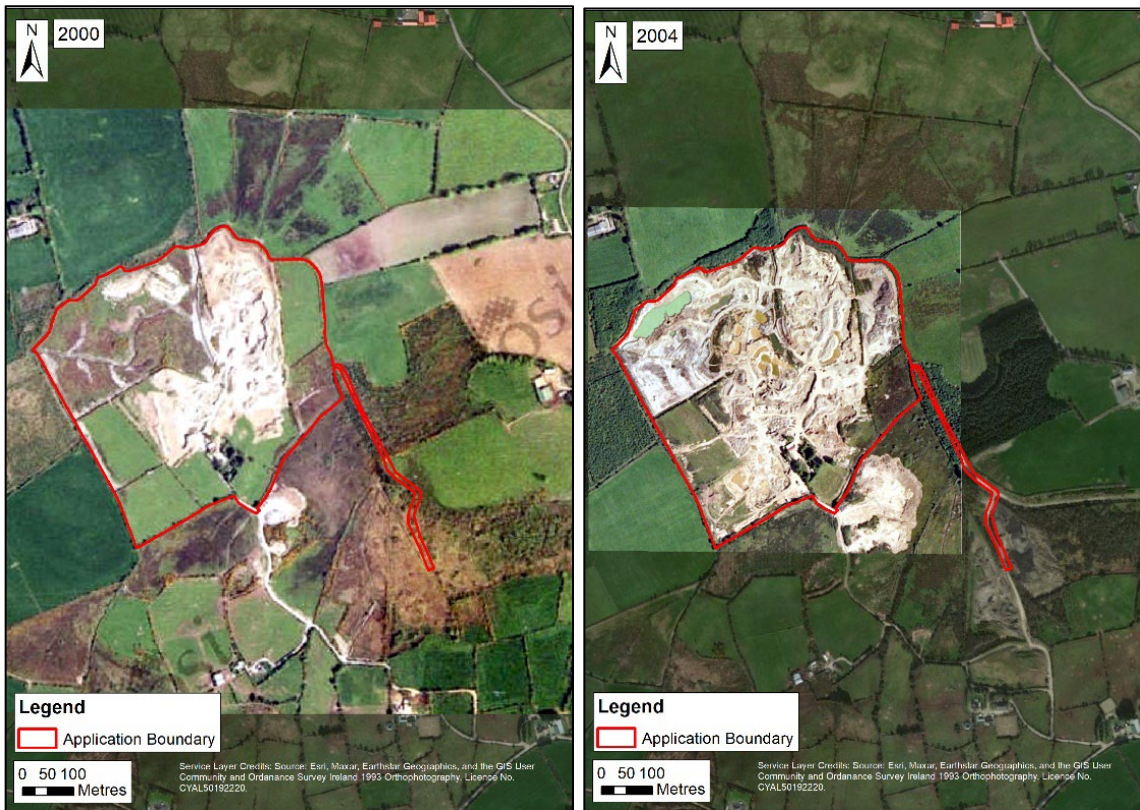 N
2000
Legend
Application Boundary
0 50 100
Metres
Service Layer Credits: Source: Esri, Maxar, Earthstar Geographics, and the GIS User
Community and Ordanance Survey Ireland 1993 Orthophotography. Licence No.
CYAL50192220.
N
2004
Legend
Application Boundary
0 50 100
Metres
Service Layer Credits: Source: Esri, Maxar, Earthstar Geographics, and the GIS User
Community and Ordanance Survey Ireland 1993 Orthophotography. Licence No.
CYAL50192220.